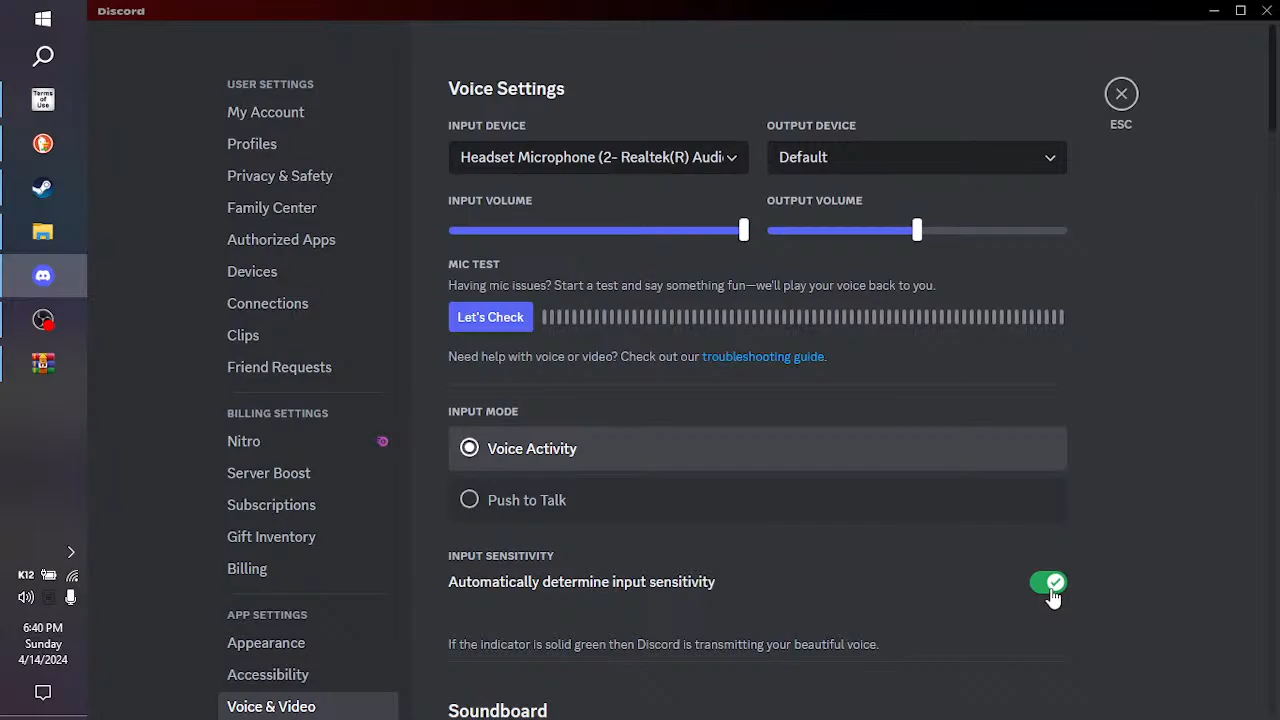 Discord
Terms
of
Use
K12
6:40 PM
Sunday
4/14/2024
USER SETTINGS
My Account
Profiles
Privacy & Safety
Family Center
Authorized Apps
Devices
Connections
Clips
Friend Requests
BILLING SETTINGS
Nitro
Server Boost
Subscriptions
Gift Inventory
Billing
APP SETTINGS
Appearance
Accessibility
Voice & Video
Voice Settings
ESC
INPUT DEVICE
Headset Microphone (2- Realtek(R) Audi
OUTPUT DEVICE
Default
INPUT VOLUME
OUTPUT VOLUME
MIC TEST
Having mic issues? Start a test and say something fun—we'll play your voice back to you.
Let's Check
Need help with voice or video? Check out our troubleshooting guide.
INPUT MODE
Voice Activity
Push to Talk
INPUT SENSITIVITY
Automatically determine input sensitivity
If the indicator is solid green then Discord is transmitting your beautiful voice.
Soundboard